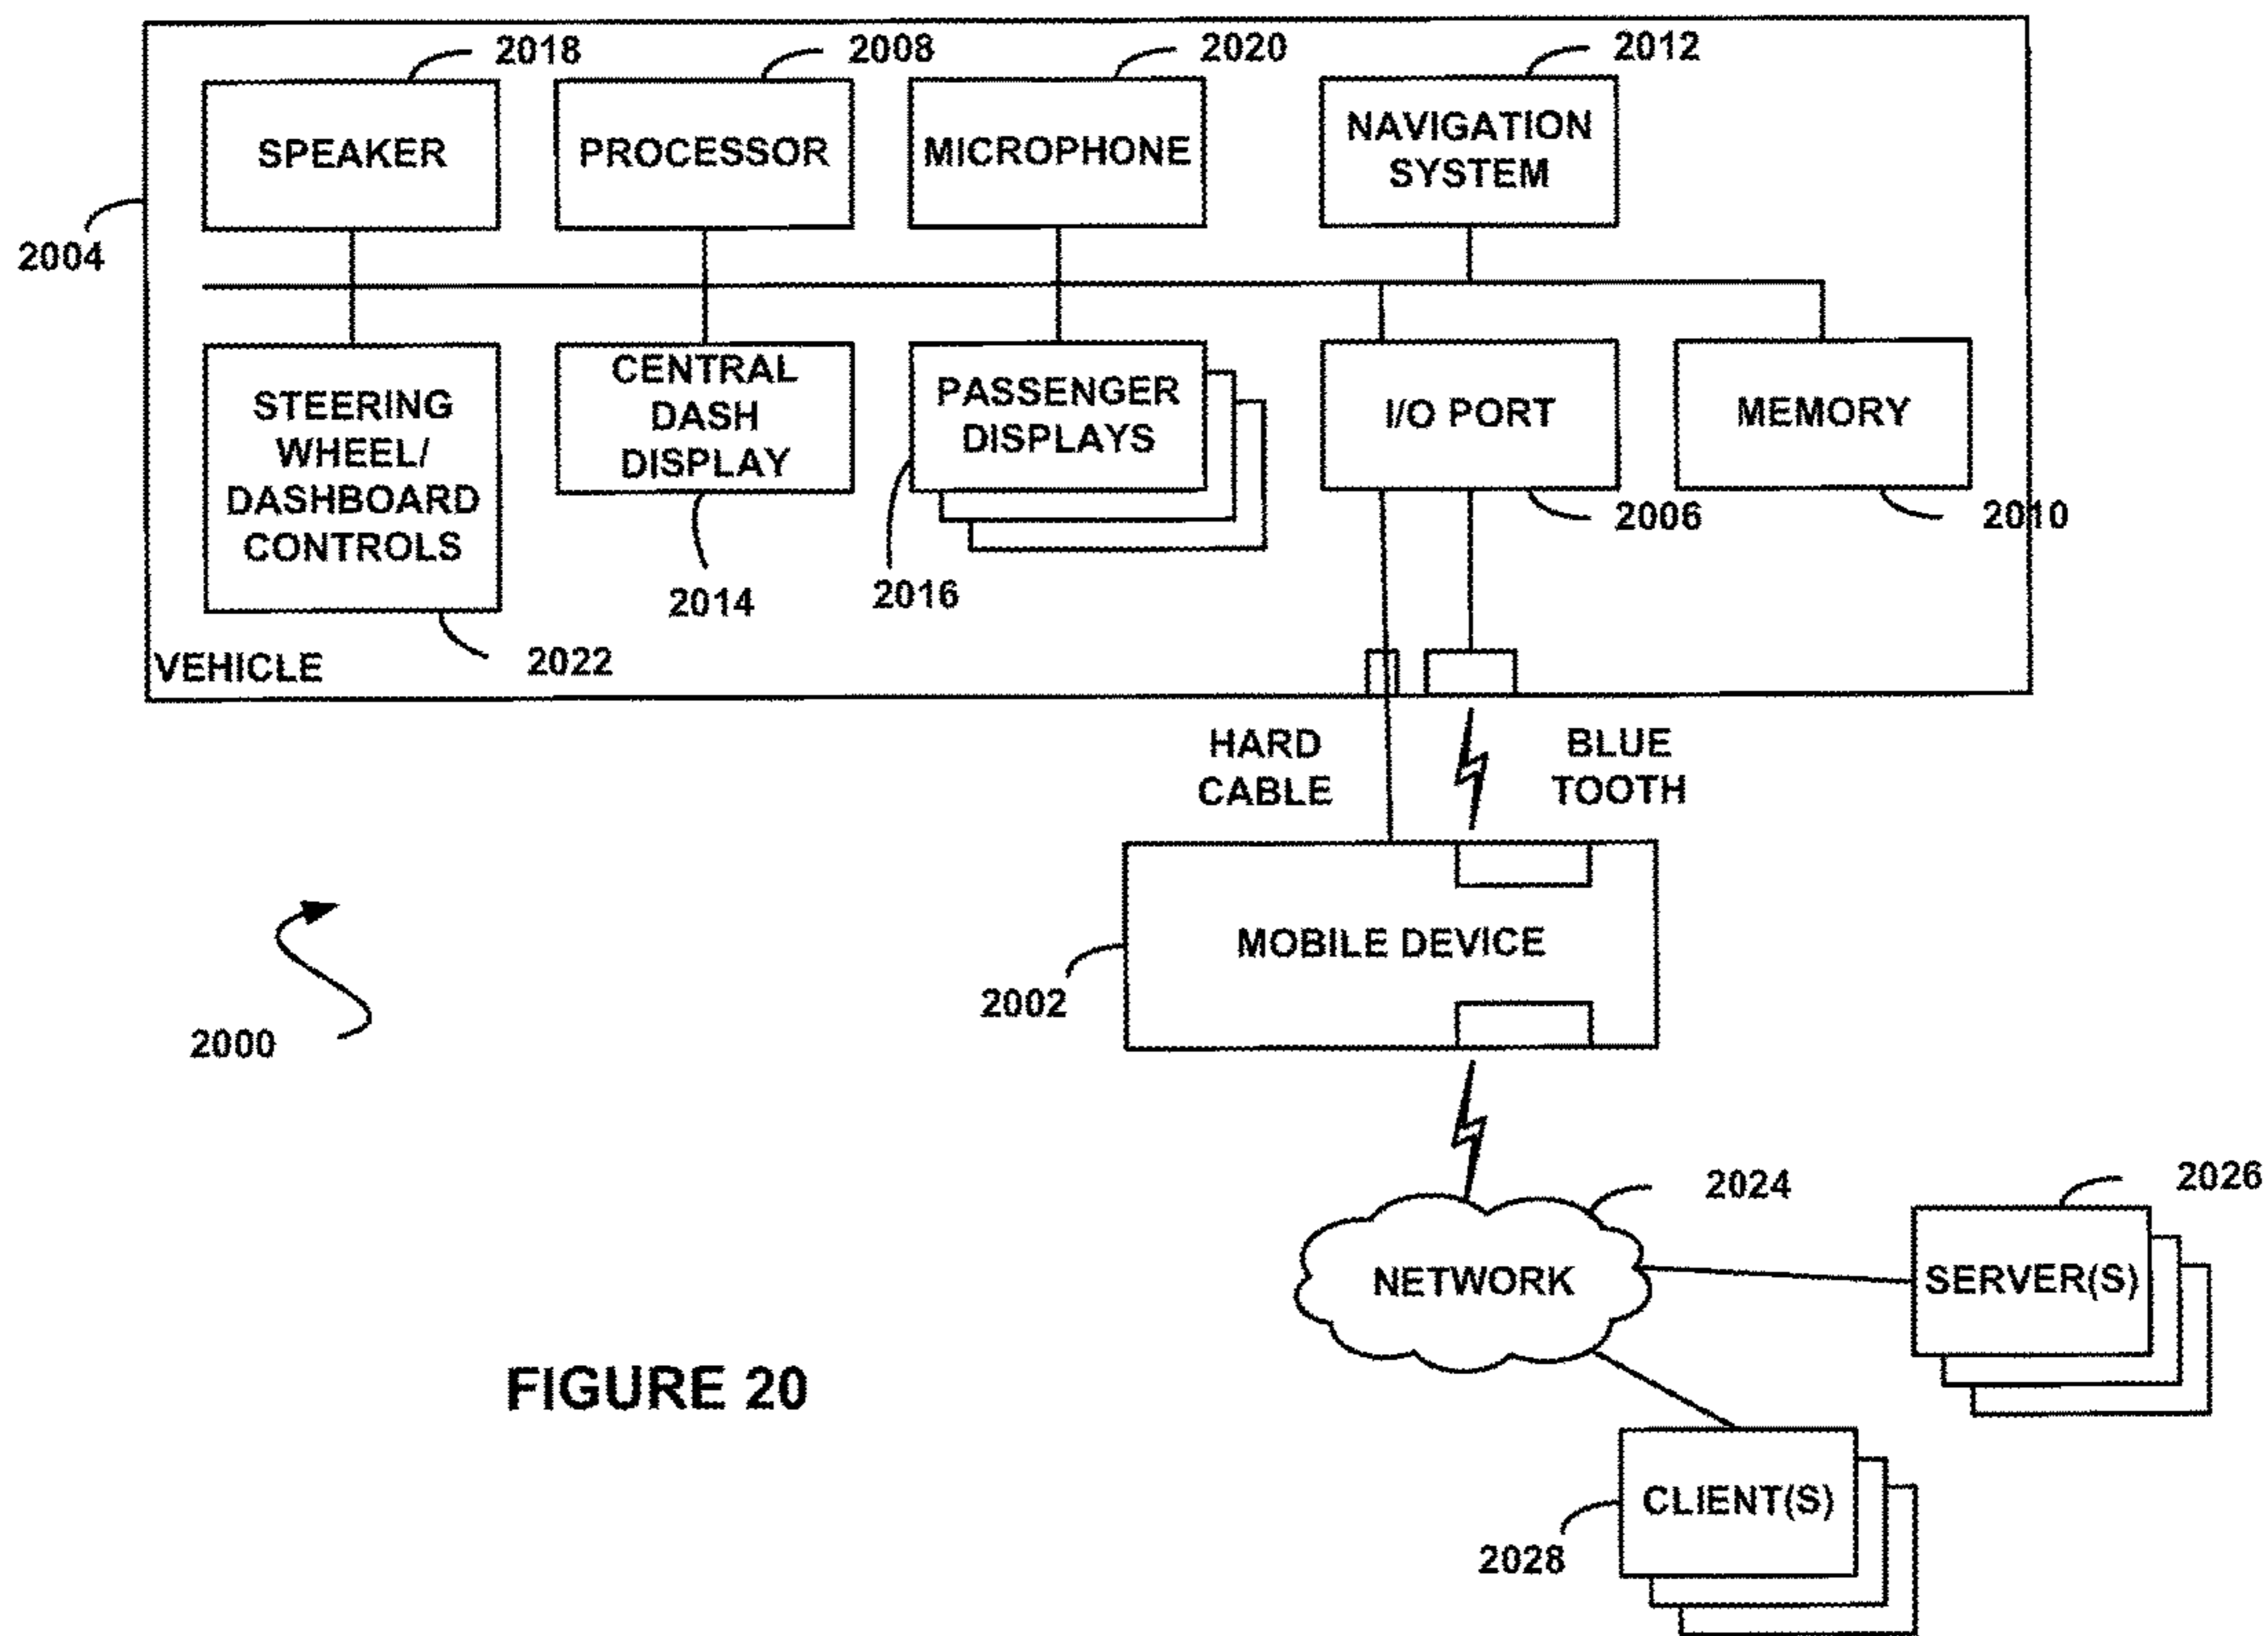 2018
2008
2020
2012
SPEAKER
PROCESSOR
MICROPHONE
NAVIGATION
SYSTEM
2004
STEERING
WHEEL/
DASHBOARD
CONTROLS
CENTRAL
DASH
DISPLAY
PASSENGER
DISPLAYS
I/O PORT
MEMORY
2006
2010
2014
2016
2022
VEHICLE
HARD
CABLE
BLUE
TOOTH
MOBILE DEVICE
2002
2000
2024
2026
NETWORK
SERVER(S)
FIGURE 20
CLIENT(S)
2028